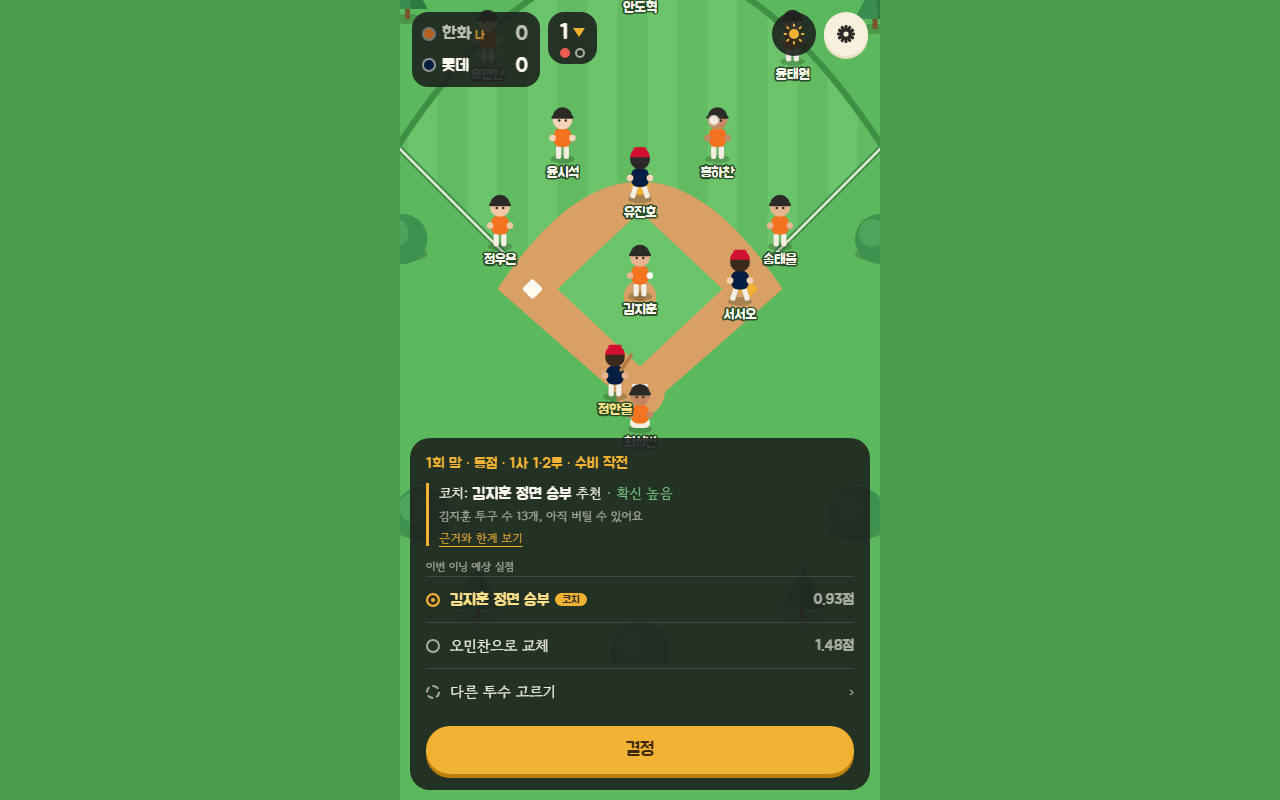 안도혁
한화 나 0
1
롯데 0
윤태원
윤시석
홍하찬
유진호
정우은
송태을
김지훈
서서오
정한을
1회 말 · 동점 · 1사 1·2루 · 수비 작전
코치: 김지훈 정면 승부 추천 · 확신 높음
김지훈 투구 수 13개, 아직 버틸 수 있어요
근거와 한계 보기
이번 이닝 예상 실점
김지훈 정면 승부 코치 0.93점
오민찬으로 교체 1.48점
다른 투수 고르기 ›
결정